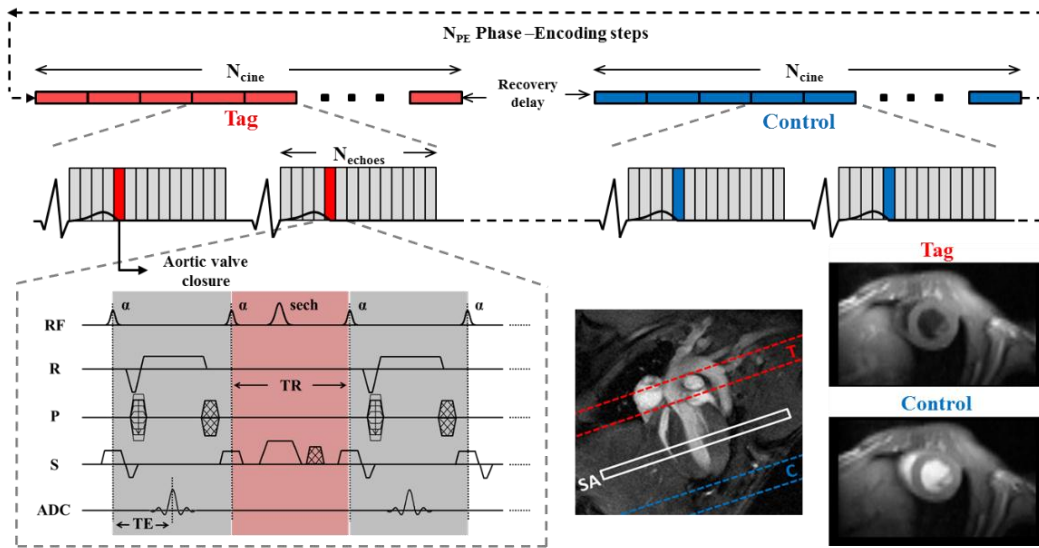 N_PE Phase –Encoding steps
N_cine
Recovery delay
N_cine
Tag
Control
N_echoes
Aortic valve
closure
Tag
α
α
sech
α
α
RF
R
TR
T
P
Control
S
SA
C
ADC
TE